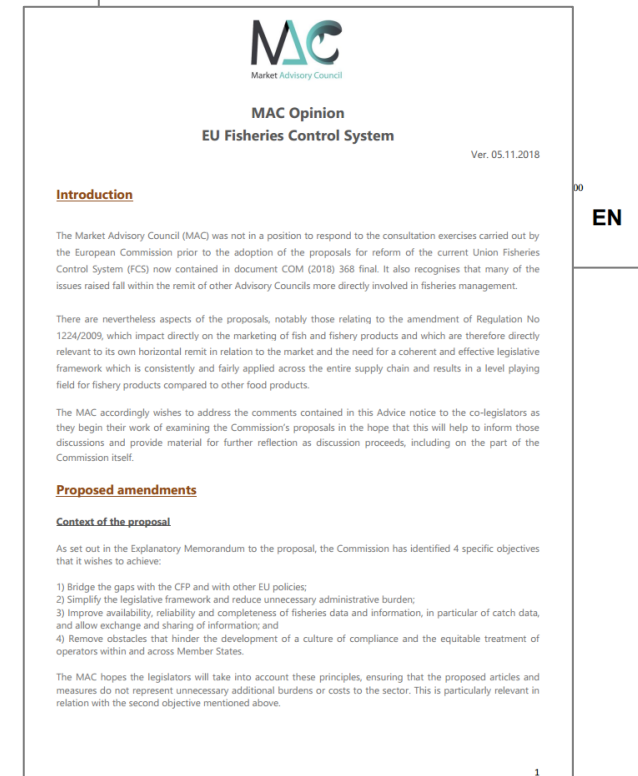 MAC
Market Advisory Council
MAC Opinion
EU Fisheries Control System
Ver. 05.11.2018
Introduction
The Market Advisory Council (MAC) was not in a position to respond to the consultation exercises carried out by
the European Commission prior to the adoption of the proposals for reform of the current Union Fisheries
Control System (FCS) now contained in document COM (2018) 368 final. It also recognises that many of the
issues raised fall within the remit of other Advisory Councils more directly involved in fisheries management.
There are nevertheless aspects of the proposals, notably those relating to the amendment of Regulation No
1224/2009, which impact directly on the marketing of fish and fishery products and which are therefore directly
relevant to its own horizontal remit in relation to the market and the need for a coherent and effective legislative
framework which is consistently and fairly applied across the entire supply chain and results in a level playing
field for fishery products compared to other food products.
The MAC accordingly wishes to address the comments contained in this Advice notice to the co-legislators as
they begin their work of examining the Commission's proposals in the hope that this will help to inform those
discussions and provide material for further reflection as discussion proceeds, including on the part of the
Commission itself.
Proposed amendments
Context of the proposal
As set out in the Explanatory Memorandum to the proposal, the Commission has identified 4 specific objectives
that it wishes to achieve:
1) Bridge the gaps with the CFP and with other EU policies;
2) Simplify the legislative framework and reduce unnecessary administrative burden;
3) Improve availability, reliability and completeness of fisheries data and information, in particular of catch data,
and allow exchange and sharing of information; and
4) Remove obstacles that hinder the development of a culture of compliance and the equitable treatment of
operators within and across Member States.
The MAC hopes the legislators will take into account these principles, ensuring that the proposed articles and
measures do not represent unnecessary additional burdens or costs to the sector. This is particularly relevant in
relation with the second objective mentioned above.
1
00
EN